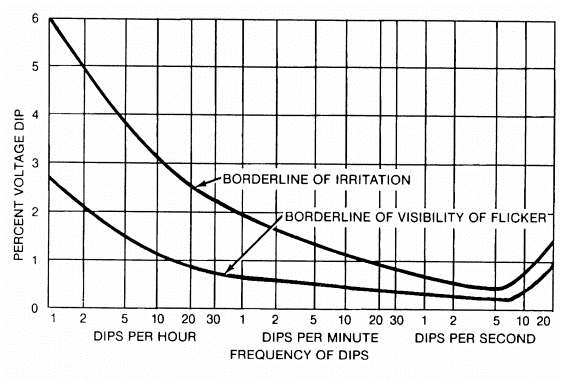 PERCENT VOLTAGE DIP
6
5
4
3
2
1
0
BORDERLINE OF IRRITATION
BORDERLINE OF VISIBILITY OF FLICKER
1 2 5 10 20 30 1 2 5 10 20 30 1 2 5 10 20
DIPS PER HOUR DIPS PER MINUTE DIPS PER SECOND
FREQUENCY OF DIPS